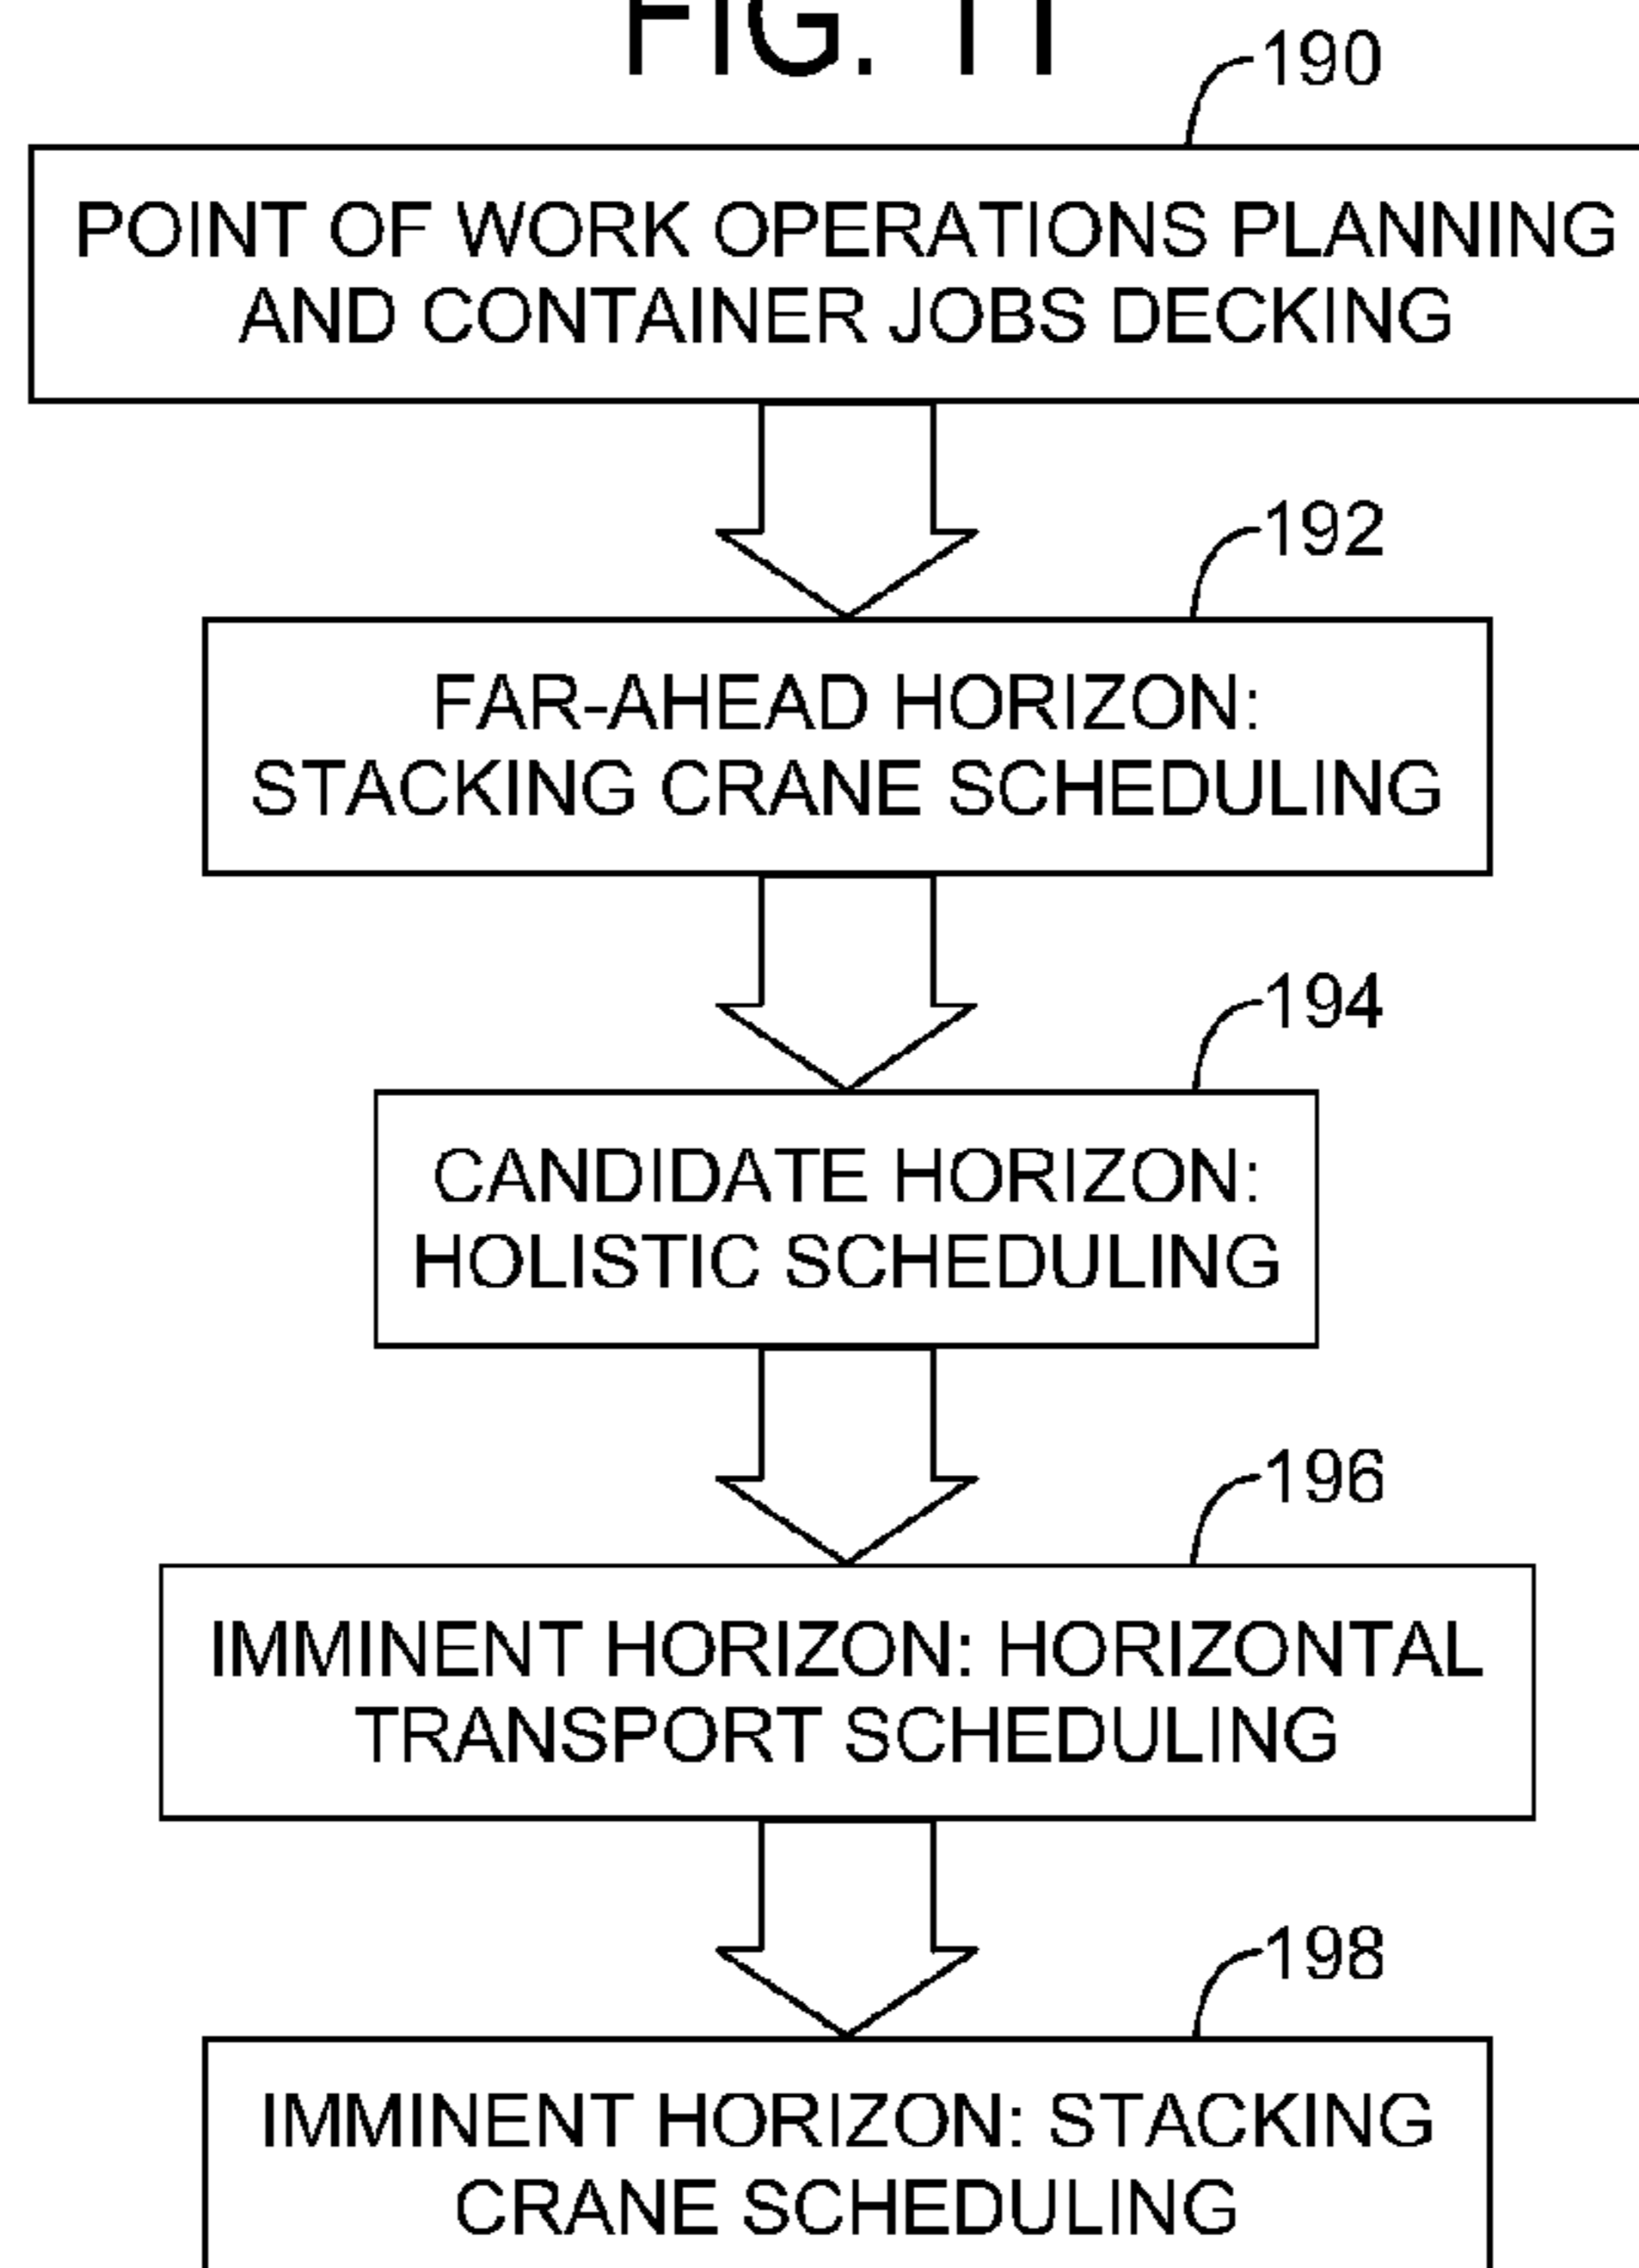 FIG. 11
190
POINT OF WORK OPERATIONS PLANNING
AND CONTAINER JOBS DECKING
192
FAR-AHEAD HORIZON:
STACKING CRANE SCHEDULING
194
CANDIDATE HORIZON:
HOLISTIC SCHEDULING
196
IMMINENT HORIZON: HORIZONTAL
TRANSPORT SCHEDULING
198
IMMINENT HORIZON: STACKING
CRANE SCHEDULING